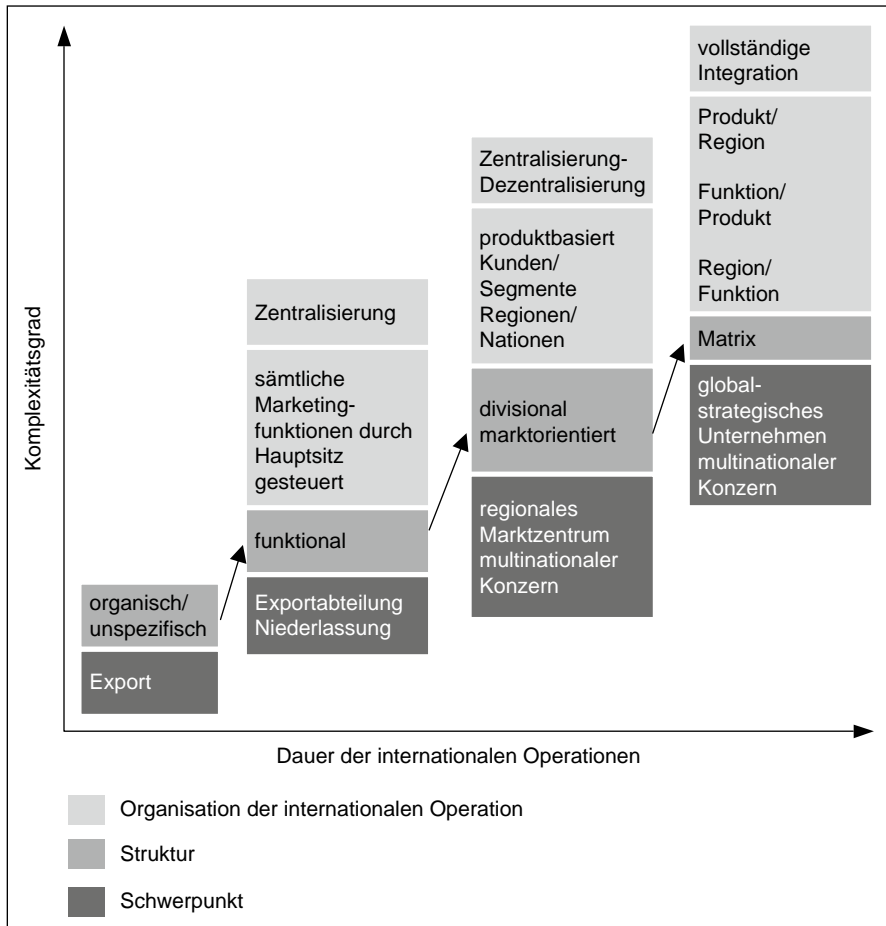 Komplexitätsgrad
organisch/
unspezifisch
Export
Zentralisierung
sämtliche
Marketing-
funktionen durch
Hauptsitz
gesteuert
funktional
Exportabteilung
Niederlassung
Zentralisierung-
Dezentralisierung
produktbasiert
Kunden/
Segmente
Regionen/
Nationen
divisional
marktorientiert
regionales
Marktzentrum
multinationaler
Konzern
vollständige
Integration
Produkt/
Region
Funktion/
Produkt
Region/
Funktion
Matrix
global-
strategisches
Unternehmen
multinationaler
Konzern
Dauer der internationalen Operationen
Organisation der internationalen Operation
Struktur
Schwerpunkt